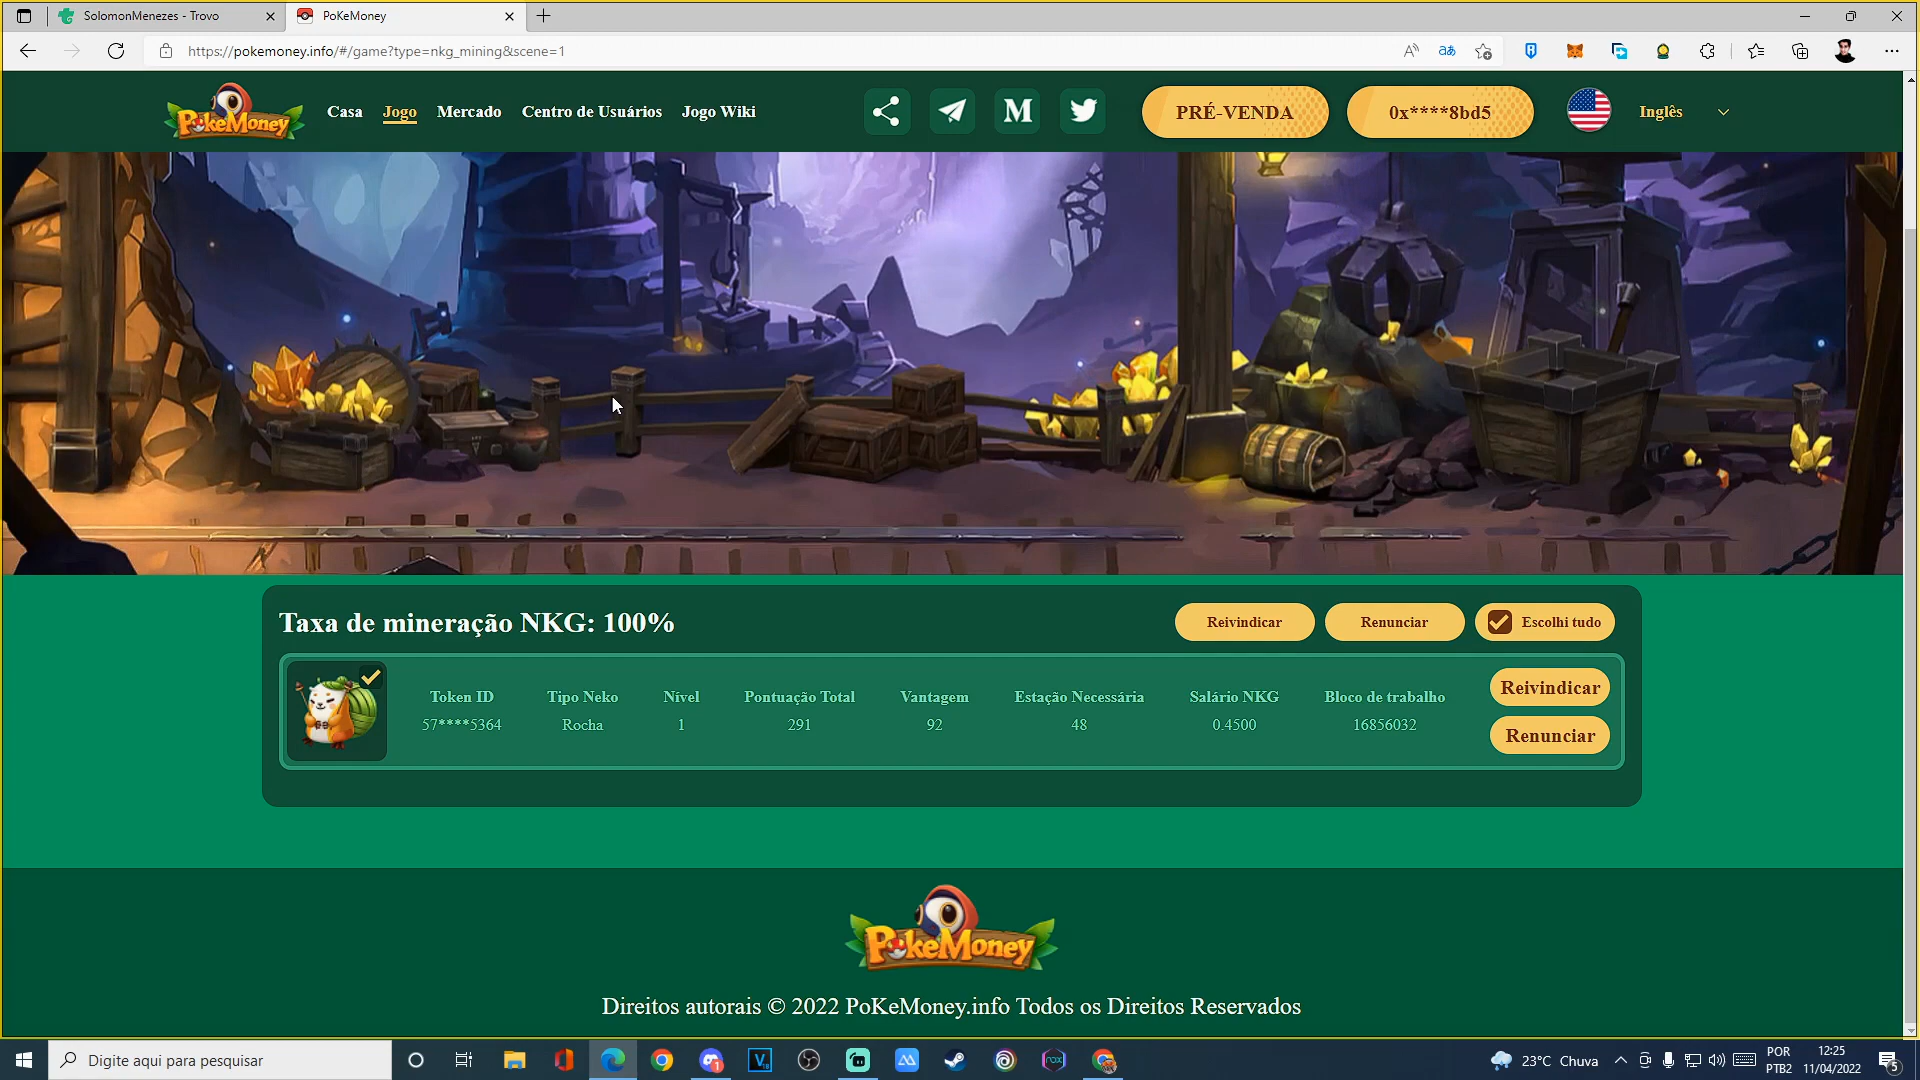 SolomonMenezes - Trovo
PoKeMoney
https://pokemoney.info/#/game?type=nkg_mining&scene=1
PokeMoney
Casa
Jogo
Mercado
Centro de Usuários
Jogo Wiki
PRÉ-VENDA
0x****8bd5
Inglês
Taxa de mineração NKG: 100%
Reivindicar
Renunciar
Escolhi tudo
Token ID
Tipo Neko
Nível
Pontuação Total
Vantagem
Estação Necessária
Salário NKG
Bloco de trabalho
57****5364
Rocha
1
291
92
48
0.4500
16856032
Reivindicar
Renunciar
PokeMoney
Direitos autorais © 2022 PoKeMoney.info Todos os Direitos Reservados
Digite aqui para pesquisar
23°C Chuva
POR
PTB2
12:25
11/04/2022
5